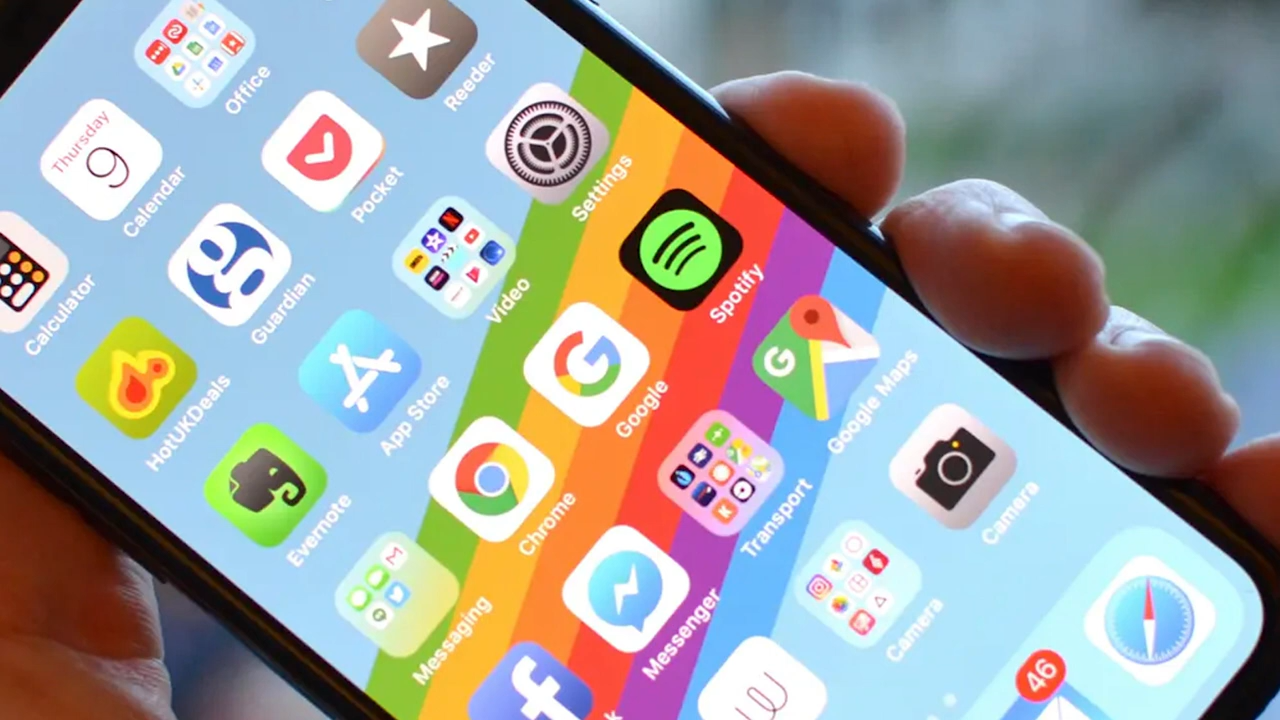 Thursday
9
Calculator
Calendar
Office
HotUKDeals
Guardian
Pocket
Reeder
Evernote
App Store
Video
Settings
Messaging
Chrome
Google
Spotify
Messenger
Transport
Google Maps
Camera
Camera
46